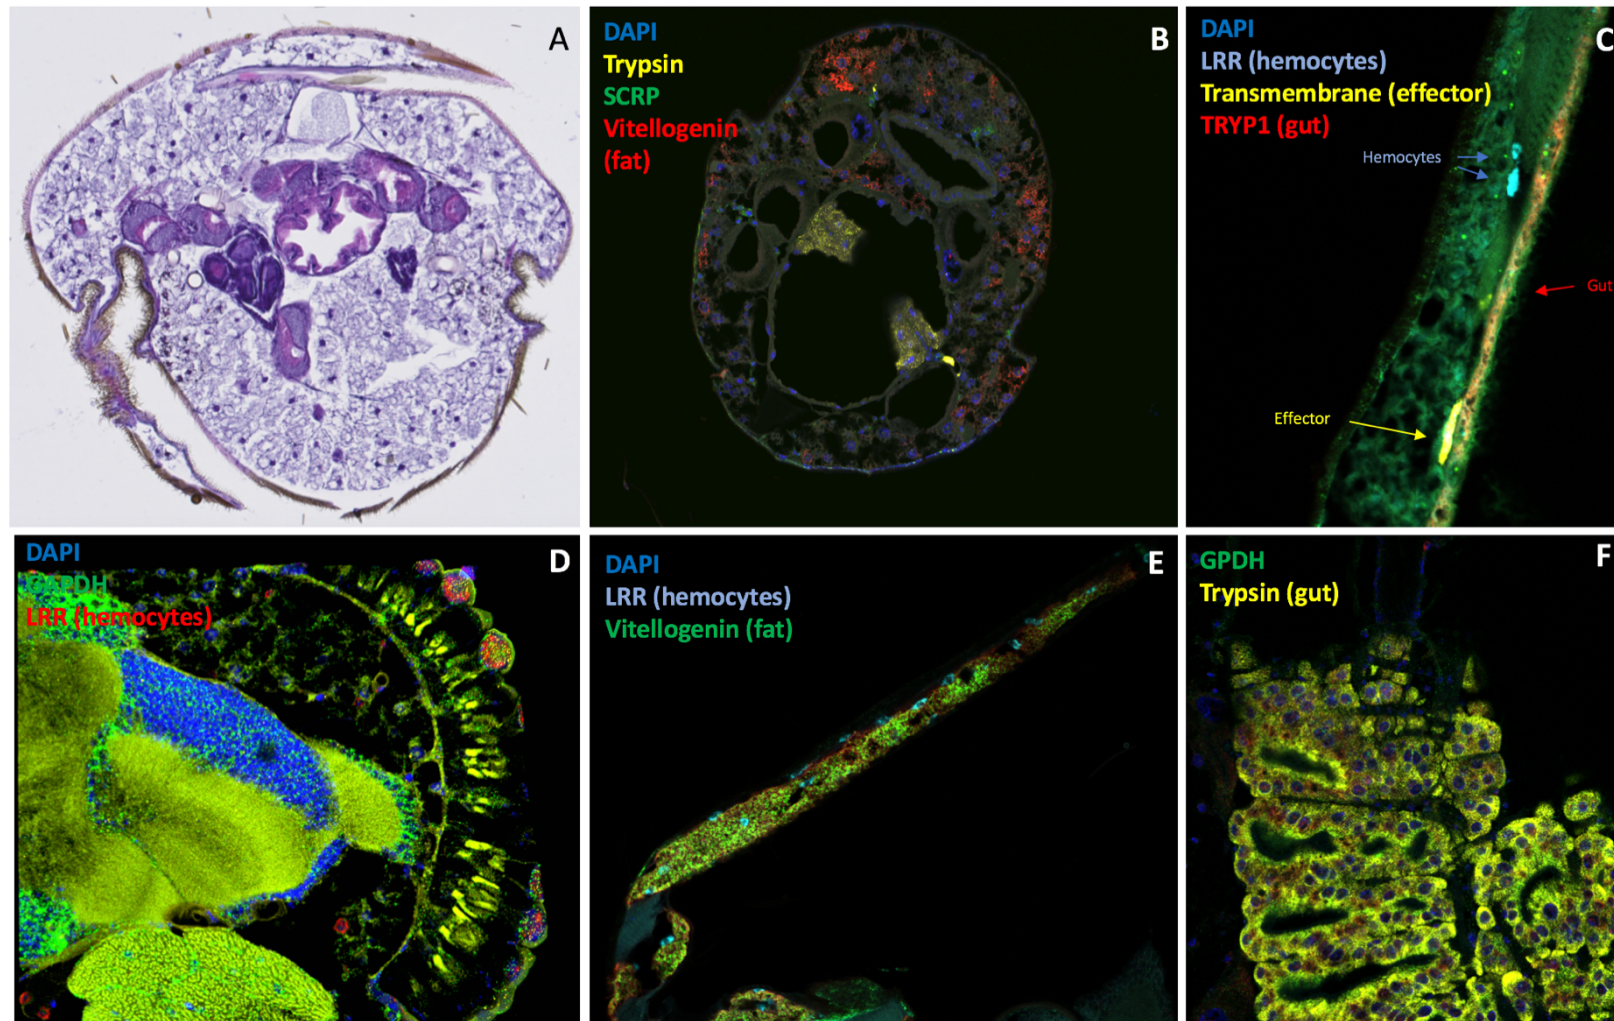 A
DAPI
Trypsin
SCRP
Vitellogenin
(fat)
B
DAPI
LRR (hemocytes)
Transmembrane (effector)
TRYP1 (gut)
C
Hemocytes
Gut
Effector
DAPI
GAPDH
LRR (hemocytes)
D
DAPI
LRR (hemocytes)
Vitellogenin (fat)
E
GPDH
Trypsin (gut)
F